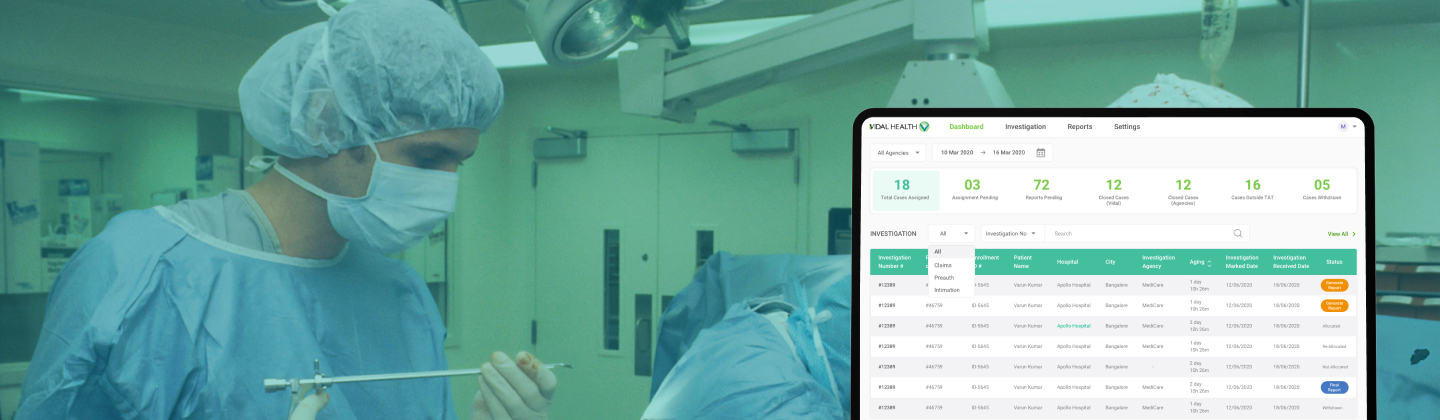 VIDAL HEALTH Dashboard Investigation Reports Settings M
All Agencies 10 Mar 2020 → 16 Mar 2020
18 03 72 12 12 16 05
Total Cases Assigned Assignment Pending Reports Pending Closed Cases Closed Cases Cases Outside TAT Cases Withdrawn
(Vidal) (Agencies)
INVESTIGATION All Investigation No Search View All
All
Claims
Preauth
Intimation
Investigation Patient Hospital City Investigation Aging Investigation Investigation Status
Number # Name Agency Marked Date Received Date
#12389 ID-5645 Varun Kumar Apollo Hospital Bangalore MediCare 1 day 12/06/2020 18/06/2020 Generate
10h 26m Report
#12389 #46759 ID-5645 Varun Kumar Apollo Hospital Bangalore MediCare 1 day 12/06/2020 18/06/2020 Generate
10h 26m Report
#12389 #46759 ID-5645 Varun Kumar Apollo Hospital Bangalore MediCare 2 day 12/06/2020 18/06/2020 Allocated
10h 26m
#12389 #46759 ID-5645 Varun Kumar Apollo Hospital Bangalore MediCare 1 day 12/06/2020 18/06/2020 Re-Allocated
10h 26m
#12389 #46759 ID-5645 Varun Kumar Apollo Hospital Bangalore - 2 day 12/06/2020 18/06/2020 Not Allocated
10h 26m
#12389 #46759 ID-5645 Varun Kumar Apollo Hospital Bangalore MediCare 2 day 12/06/2020 18/06/2020 Final
10h 26m Report
#12389 #46759 ID-5645 Varun Kumar Apollo Hospital Bangalore MediCare 1 day 12/06/2020 18/06/2020 Withdrawn
10h 26m